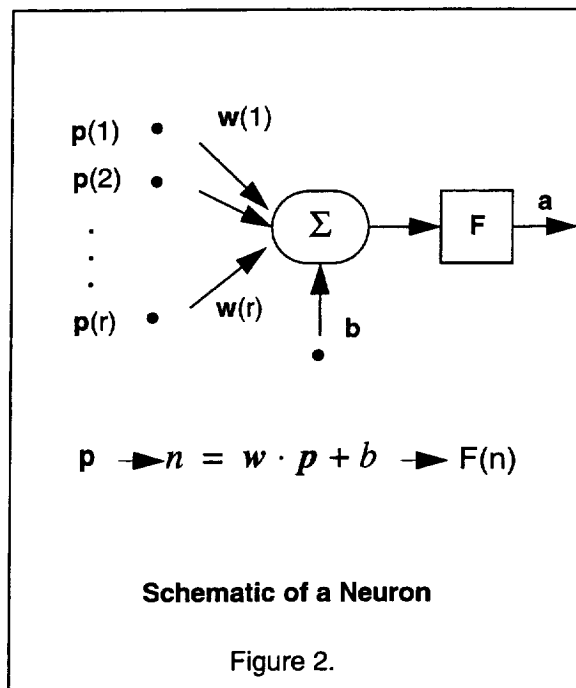 p(1) w(1)
p(2)
Σ F a
.
.
.
p(r) w(r) b
p → n = w · p + b → F(n)
Schematic of a Neuron
Figure 2.